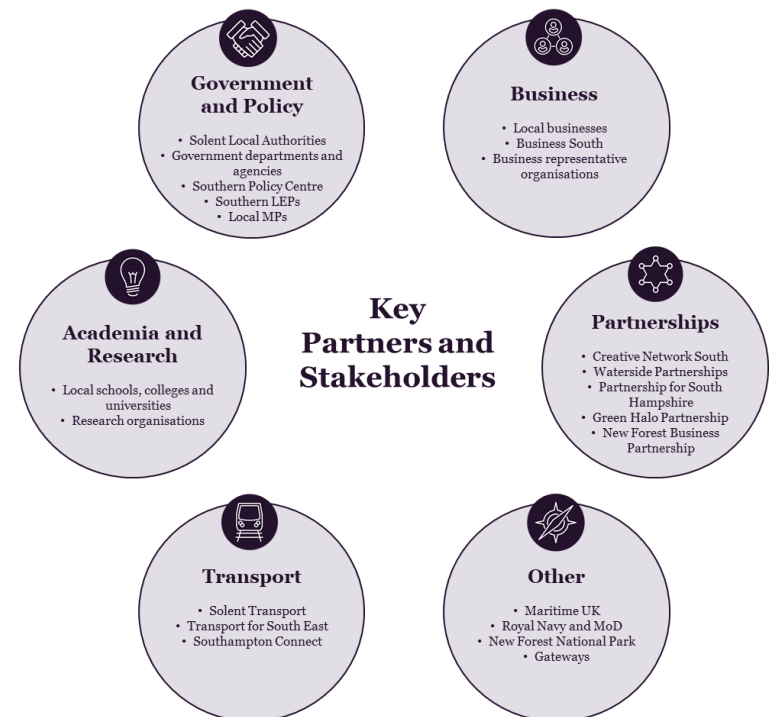 Government
and Policy
• Solent Local Authorities
• Government departments and
agencies
• Southern Policy Centre
• Southern LEPs
• Local MPs
Business
• Local businesses
• Business South
• Business representative
organisations
Academia and
Research
• Local schools, colleges and
universities
• Research organisations
Key
Partners and
Stakeholders
Partnerships
• Creative Network South
• Waterside Partnerships
• Partnership for South
Hampshire
• Green Halo Partnership
• New Forest Business
Partnership
Transport
• Solent Transport
• Transport for South East
• Southampton Connect
Other
• Maritime UK
• Royal Navy and MoD
• New Forest National Park
• Gateways